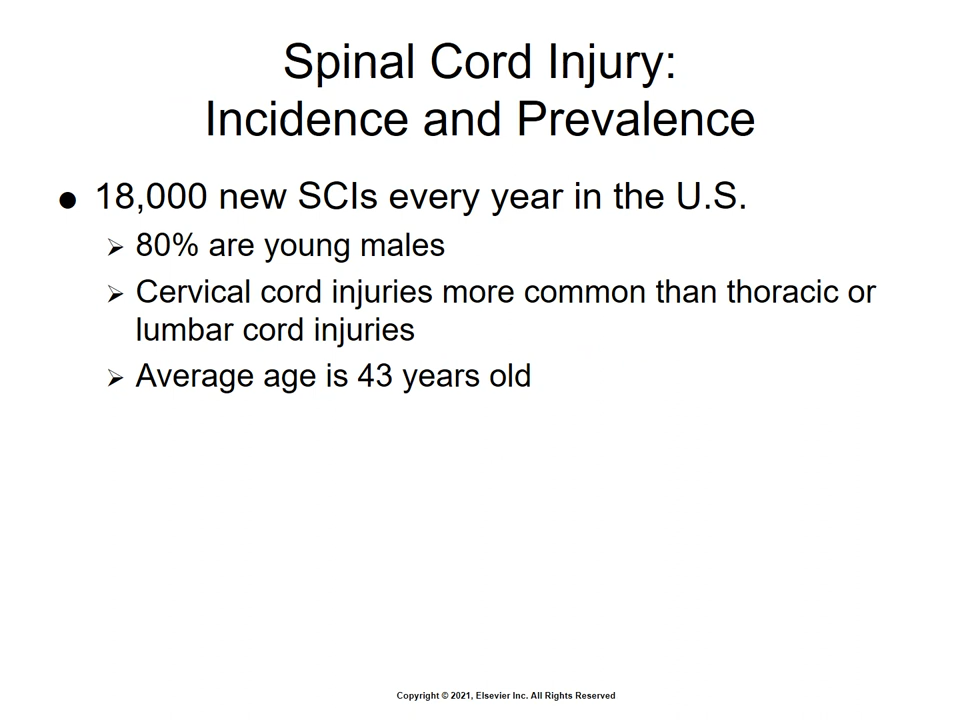 Spinal Cord Injury:
Incidence and Prevalence
● 18,000 new SCIs every year in the U.S.
➢ 80% are young males
➢ Cervical cord injuries more common than thoracic or
lumbar cord injuries
➢ Average age is 43 years old
Copyright © 2021, Elsevier Inc. All Rights Reserved